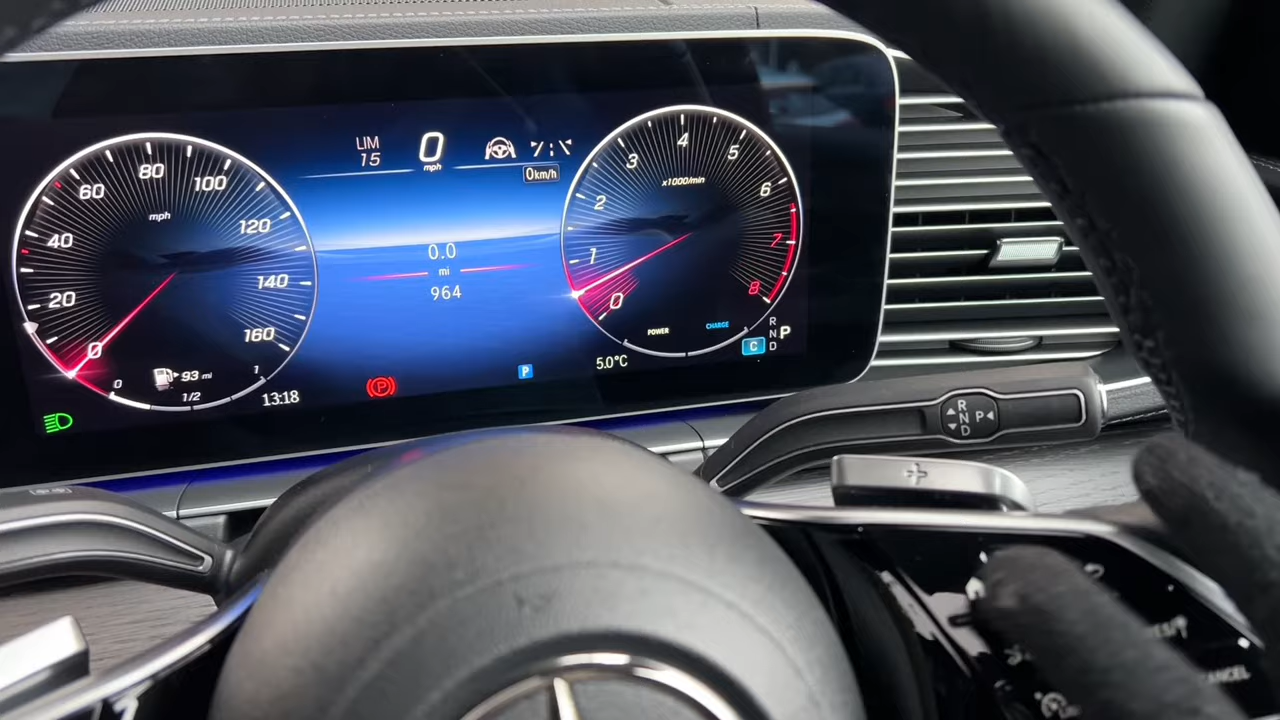 LIM
15
0
mph
0km/h
0
20
40
60
80
100
120
140
160
mph
93 mi
0
1/2
1
13:18
0.0
mi
964
P
P
0
1
2
3
4
5
6
7
8
x1000/min
POWER
CHARGE
5.0°C
C
R
N
D
P
R
N
D
P
+